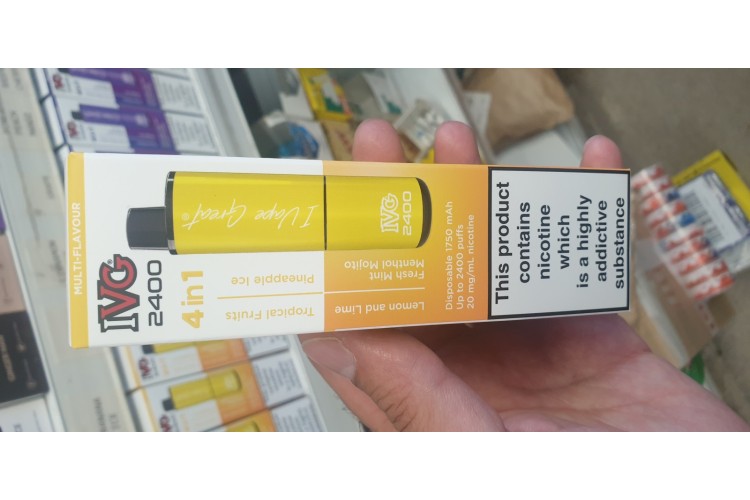 MULTI-FLAVOUR
IVG
2400
4 in 1
Pineapple Ice
Tropical Fruits
Fresh Mint
Menthol Mojito
Lemon and Lime
I Vape Great
IVG
2400
Disposable 1750 mAh
Up to 2400 puffs
20 mg/mL nicotine
This product
contains
nicotine
which
is a highly
addictive
substance